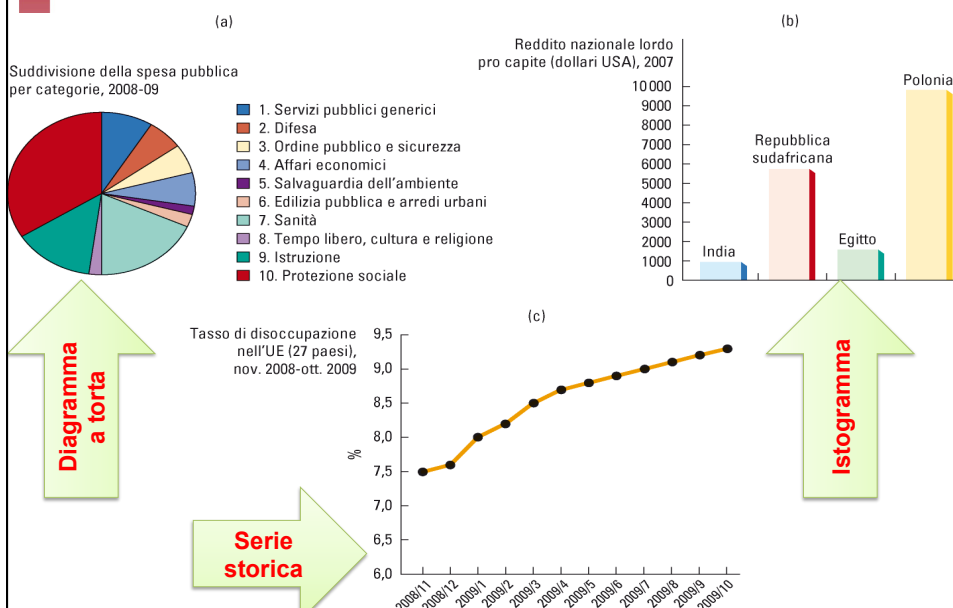 (a)
Suddivisione della spesa pubblica
per categorie, 2008-09
1. Servizi pubblici generici
2. Difesa
3. Ordine pubblico e sicurezza
4. Affari economici
5. Salvaguardia dell'ambiente
6. Edilizia pubblica e arredi urbani
7. Sanità
8. Tempo libero, cultura e religione
9. Istruzione
10. Protezione sociale
(b)
Reddito nazionale lordo
pro capite (dollari USA), 2007
10 000
9000
8000
7000
6000
5000
4000
3000
2000
1000
0
India
Repubblica
sudafricana
Egitto
Polonia
Diagramma
a torta
Istogramma
(c)
Tasso di disoccupazione
nell'UE (27 paesi),
nov. 2008-ott. 2009
%
9,5
9,0
8,5
8,0
7,5
7,0
6,5
6,0
2008/11
2008/12
2009/1
2009/2
2009/3
2009/4
2009/5
2009/6
2009/7
2009/8
2009/9
2009/10
Serie
storica